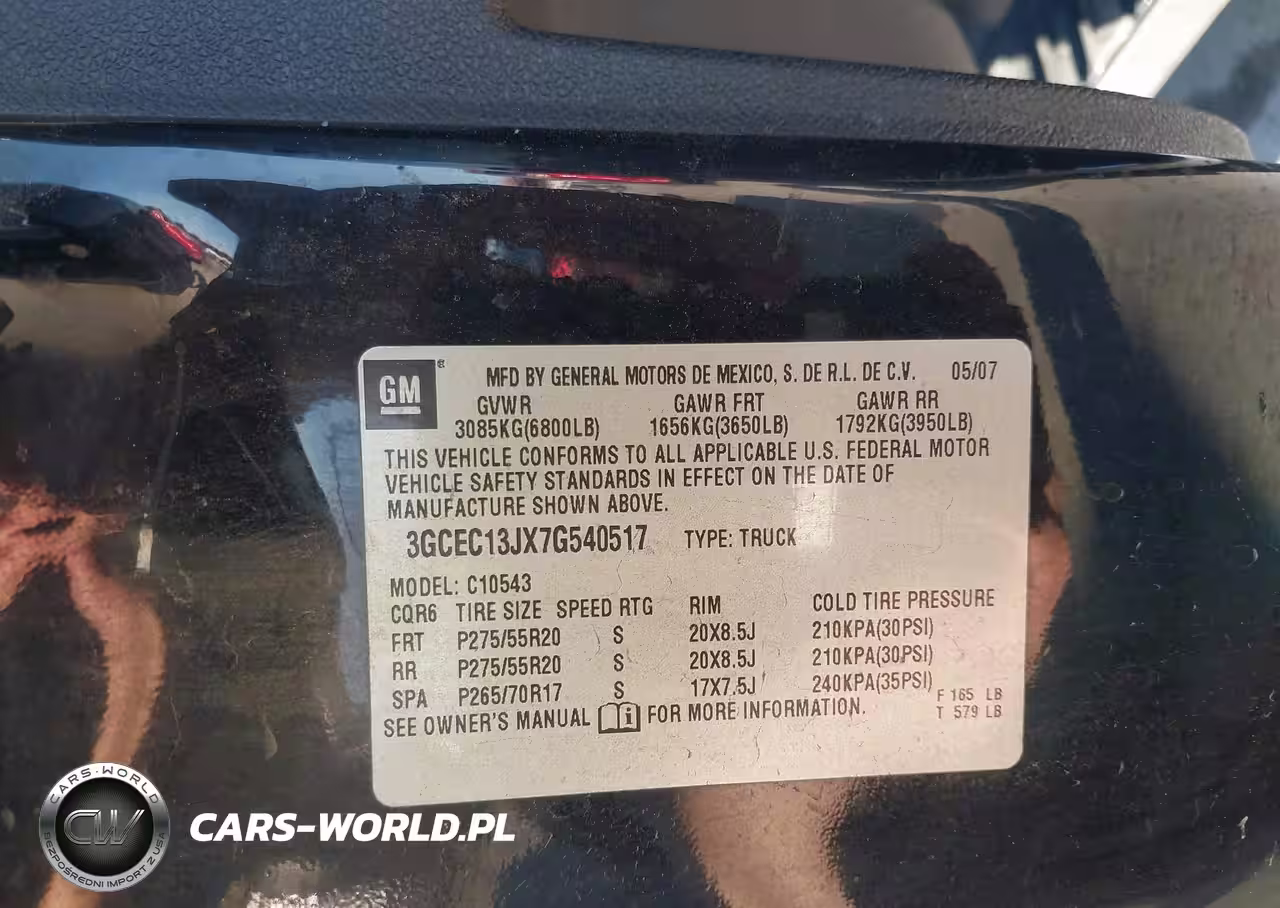 GM®
MFD BY GENERAL MOTORS DE MEXICO, S. DE R.L. DE C.V. 05/07
GVWR GAWR FRT GAWR RR
3085KG(6800LB) 1656KG(3650LB) 1792KG(3950LB)
THIS VEHICLE CONFORMS TO ALL APPLICABLE U.S. FEDERAL MOTOR
VEHICLE SAFETY STANDARDS IN EFFECT ON THE DATE OF
MANUFACTURE SHOWN ABOVE.
3GCEC13JX7G540517 TYPE: TRUCK
MODEL: C10543
CQR6 TIRE SIZE SPEED RTG RIM COLD TIRE PRESSURE
FRT P275/55R20 S 20X8.5J 210KPA(30PSI)
RR P275/55R20 S 20X8.5J 210KPA(30PSI)
SPA P265/70R17 S 17X7.5J 240KPA(35PSI)
F 165 LB
SEE OWNER'S MANUAL i FOR MORE INFORMATION. T 579 LB
CARS-WORLD
CW
BEZPOŚREDNI IMPORT Z USA
CARS-WORLD.PL